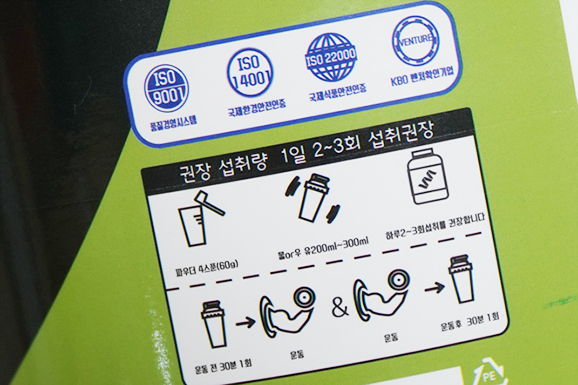 ISO
9001
품질경영시스템
ISO
14001
국제환경안전인증
ISO 22000
국제식품안전인증
VENTURE
KBO 벤처확인기업
권장 섭취량 1일 2~3회 섭취권장
파우더 4스푼(60g)
물or우 유200ml~300ml
하루2~3회섭취를 권장합니다
운동 전 30분 1회
운동
&
운동
운동후 30분 1회
PE